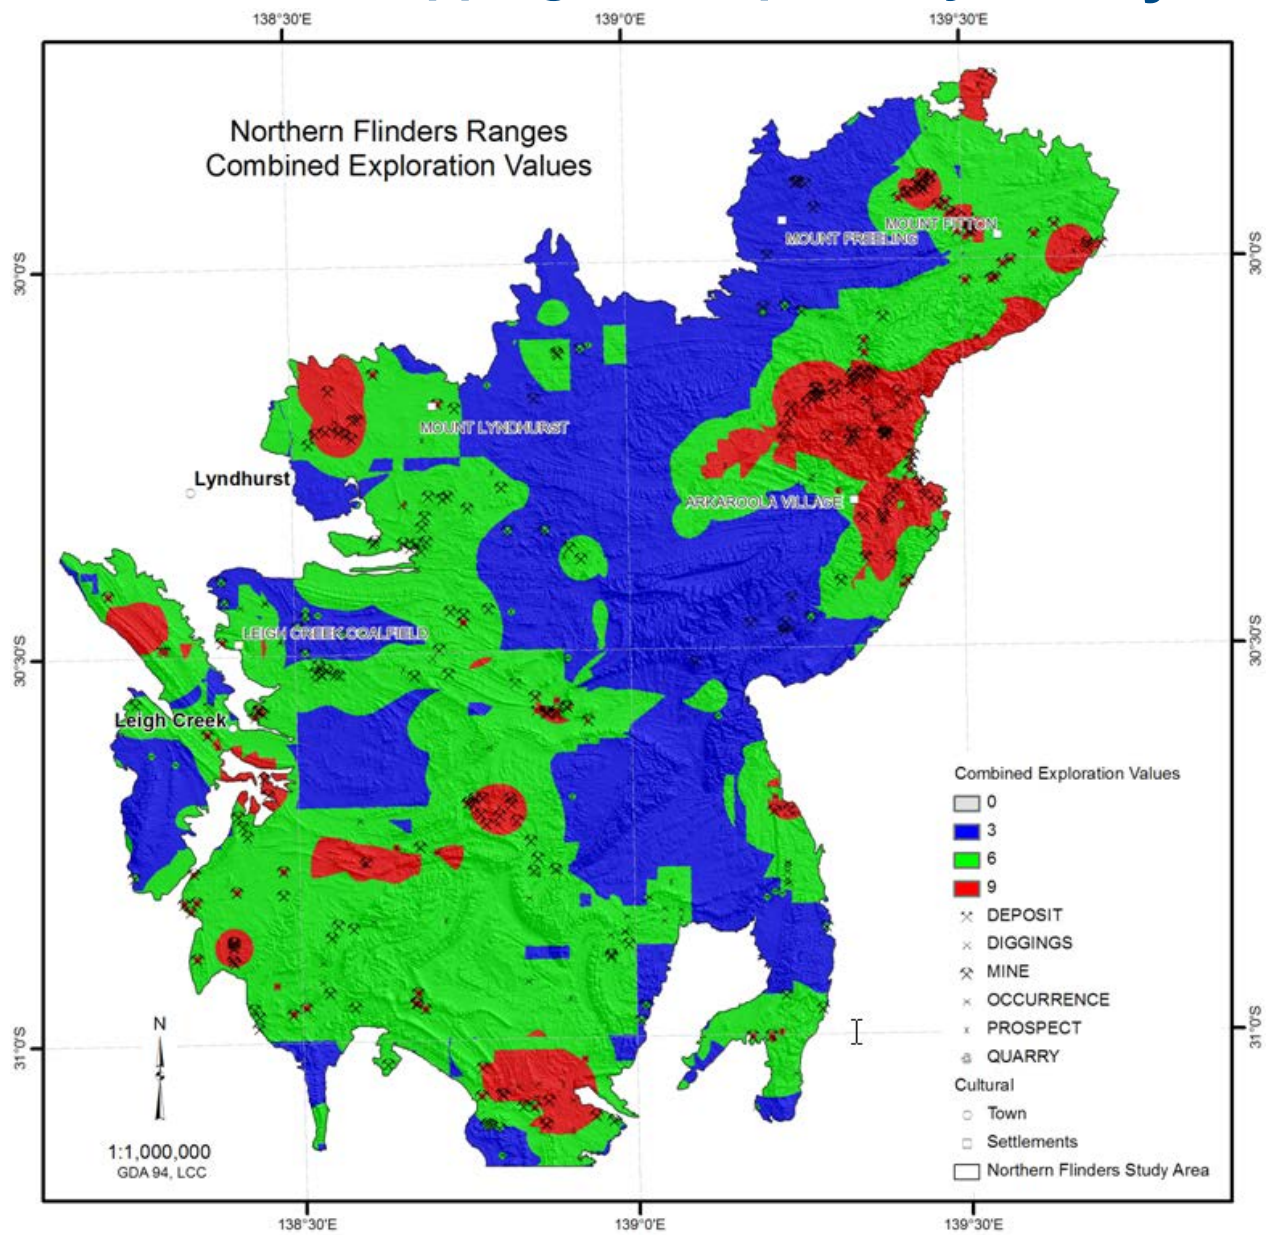 138°30'E 139°0'E 139°30'E
Northern Flinders Ranges
Combined Exploration Values
MOUNT FITTON
MOUNT FREELING
30°0'S 30°0'S
MOUNT LYNDHURST
Lyndhurst
ARKAROOLA VILLAGE
LEIGH CREEK COALFIELD
30°30'S 30°30'S
Leigh Creek
Combined Exploration Values
0
3
6
9
DEPOSIT
DIGGINGS
MINE
OCCURRENCE
PROSPECT
QUARRY
Cultural
Town
Settlements
Northern Flinders Study Area
N
31°0'S 31°0'S
1:1,000,000
GDA 94, LCC
138°30'E 139°0'E 139°30'E